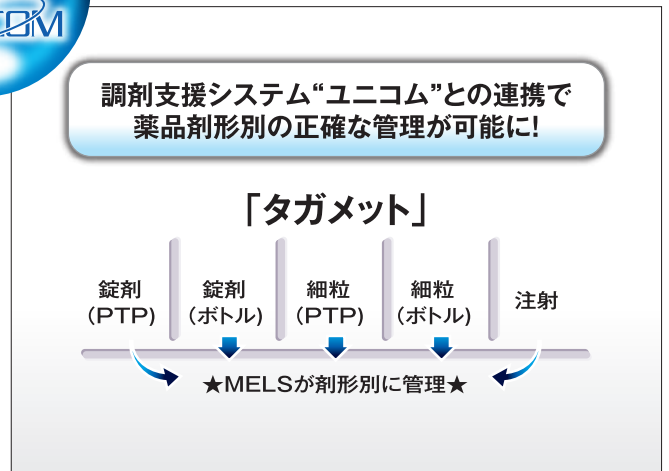 COM
調剤支援システム“ユニコム”との連携で
薬品剤形別の正確な管理が可能に!
「タガメット」
錠剤
(PTP)
錠剤
(ボトル)
細粒
(PTP)
細粒
(ボトル)
注射
★MELSが剤形別に管理★